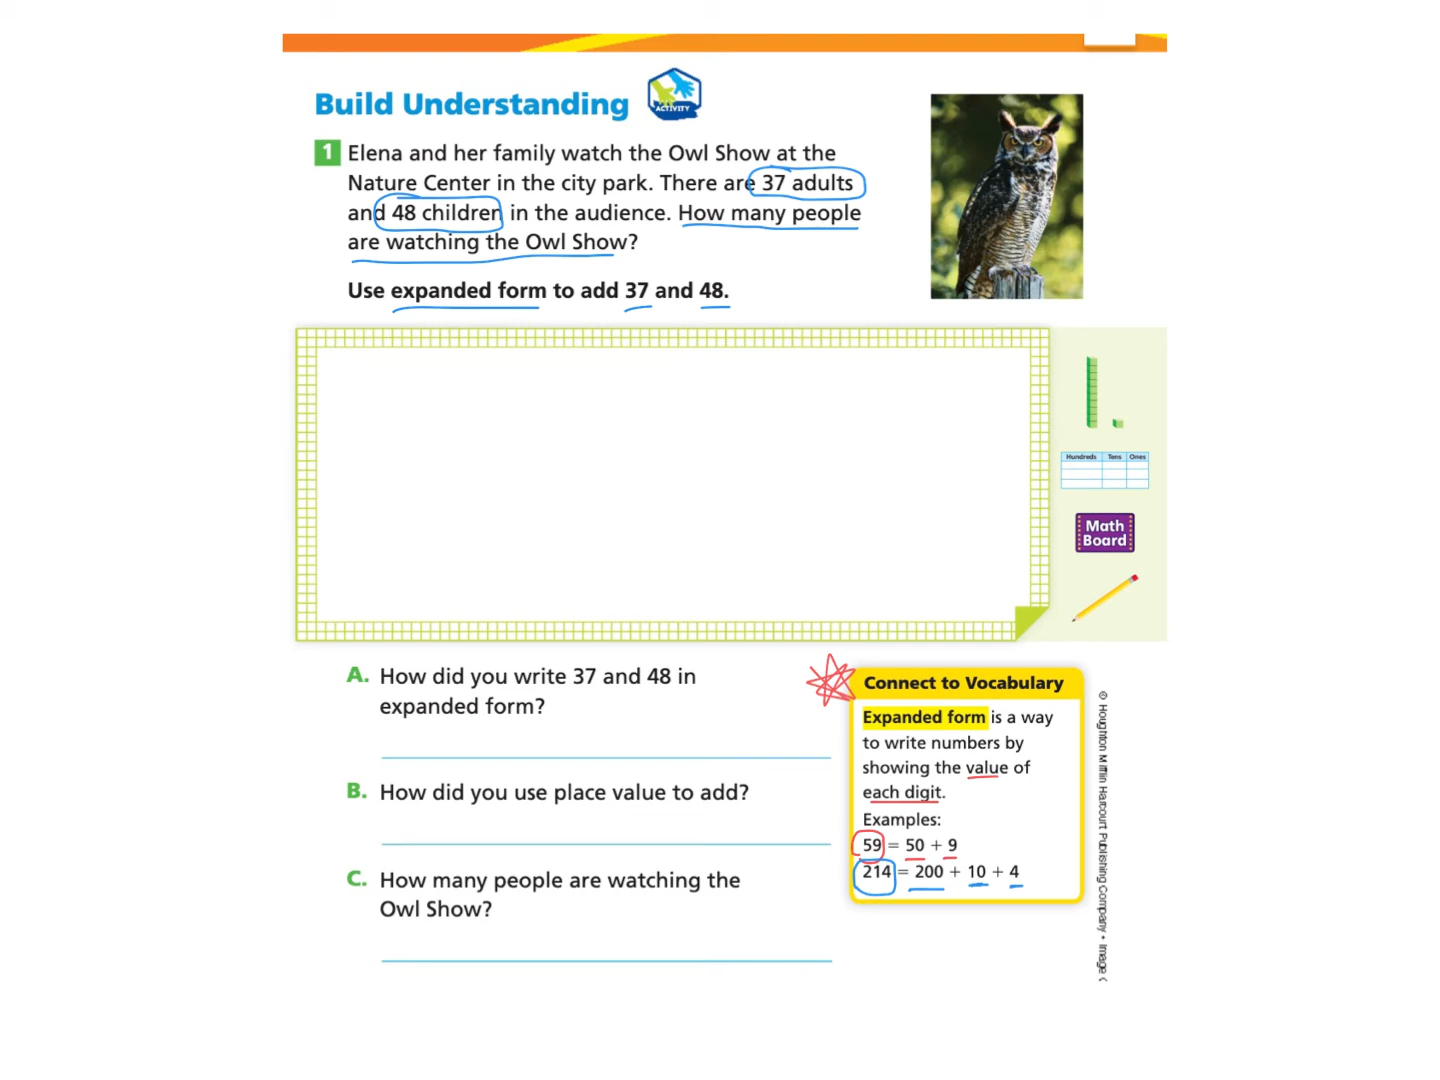 Build Understanding
ACTIVITY
1 Elena and her family watch the Owl Show at the
Nature Center in the city park. There are 37 adults
and 48 children in the audience. How many people
are watching the Owl Show?
Use expanded form to add 37 and 48.
Hundreds Tens Ones
Math
Board
A. How did you write 37 and 48 in
expanded form?
B. How did you use place value to add?
C. How many people are watching the
Owl Show?
Connect to Vocabulary
Expanded form is a way
to write numbers by
showing the value of
each digit.
Examples:
59 = 50 + 9
214 = 200 + 10 + 4
© Houghton Mifflin Harcourt Publishing Company • Image